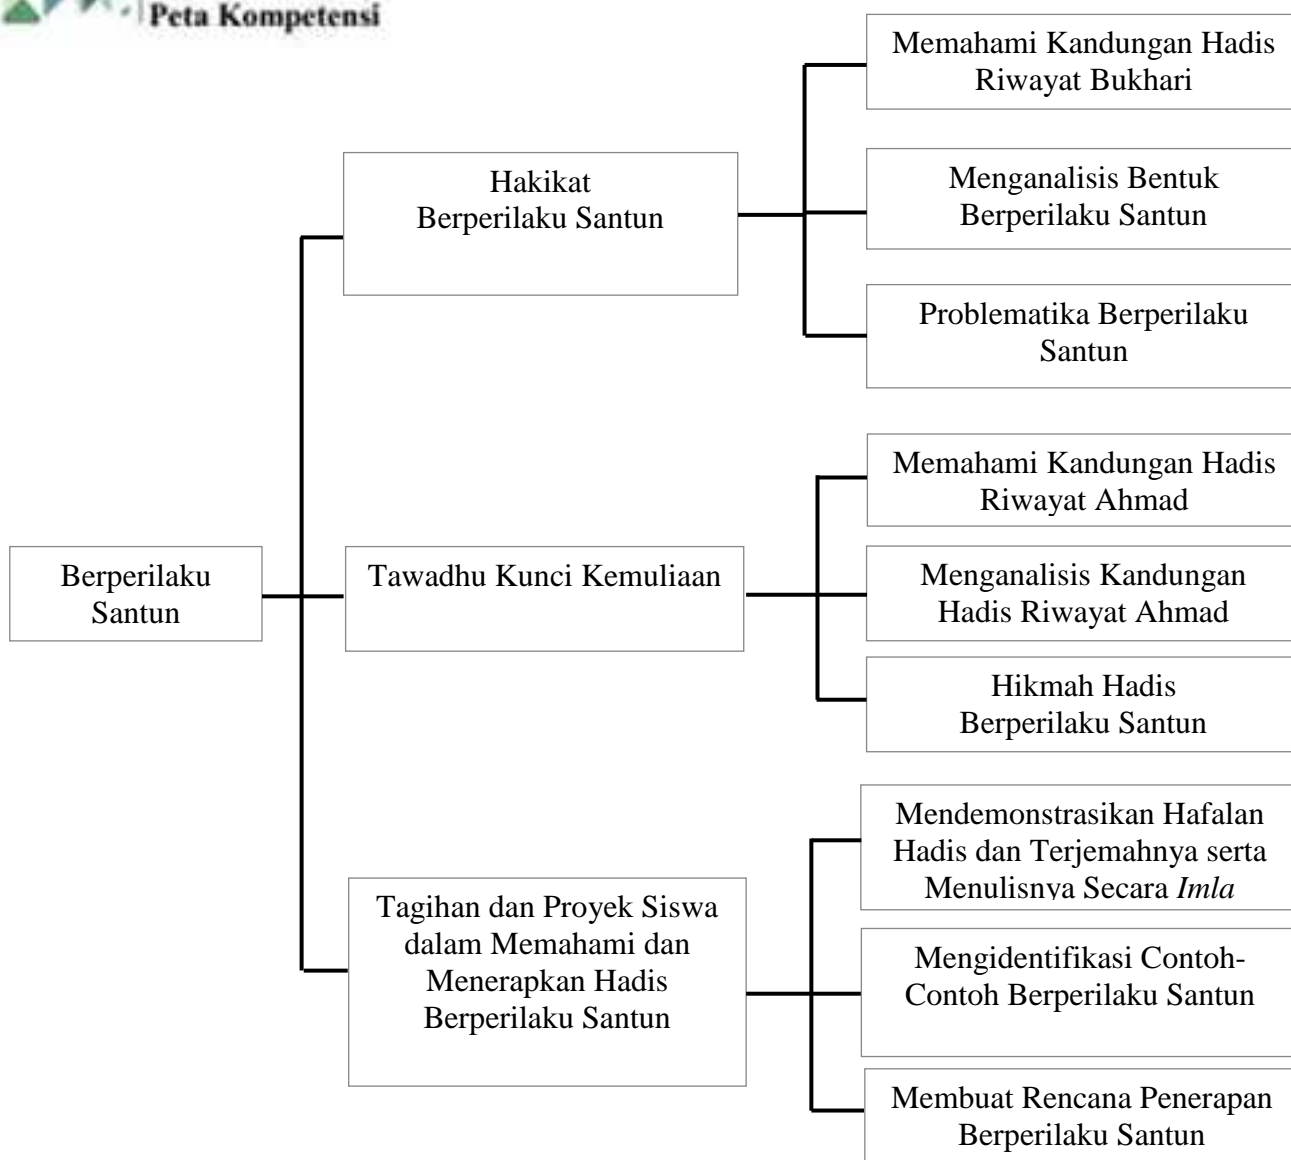 Peta Kompetensi
Memahami Kandungan Hadis
Riwayat Bukhari
Hakikat
Berperilaku Santun
Menganalisis Bentuk
Berperilaku Santun
Problematika Berperilaku
Santun
Memahami Kandungan Hadis
Riwayat Ahmad
Berperilaku
Santun
Tawadhu Kunci Kemuliaan
Menganalisis Kandungan
Hadis Riwayat Ahmad
Hikmah Hadis
Berperilaku Santun
Tagihan dan Proyek Siswa
dalam Memahami dan
Menerapkan Hadis
Berperilaku Santun
Mendemonstrasikan Hafalan
Hadis dan Terjemahnya serta
Menulisnya Secara Imla
Mengidentifikasi Contoh-
Contoh Berperilaku Santun
Membuat Rencana Penerapan
Berperilaku Santun